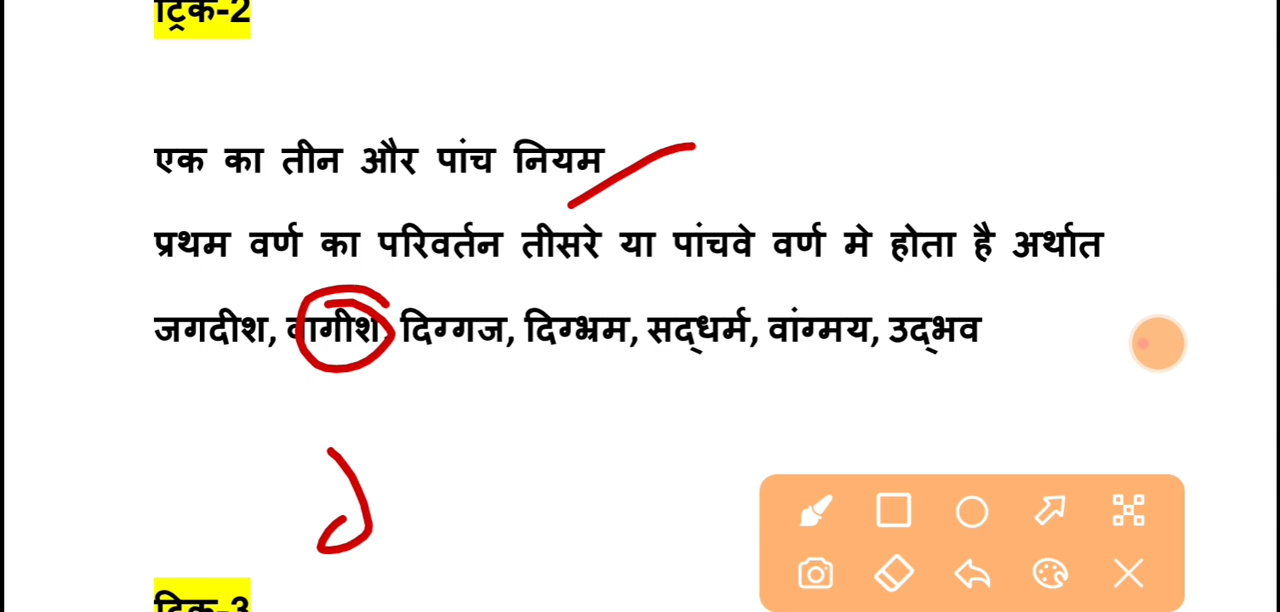 ट्रिक-2
एक का तीन और पांच नियम
प्रथम वर्ण का परिवर्तन तीसरे या पांचवे वर्ण मे होता है अर्थात
जगदीश, वागीश, दिग्गज, दिग्भ्रम, सद्धर्म, वांग्मय, उद्भव
ट्रिक-3